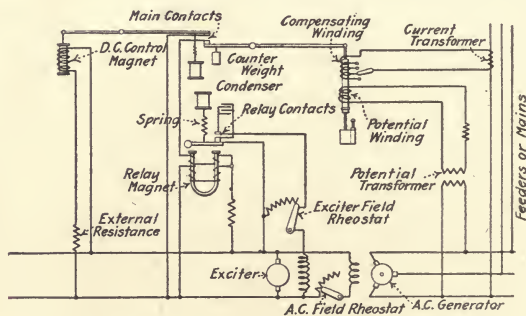 Main Contacts
D.C. Control
Magnet
Compensating
Winding
Current
Transformer
Counter
Weight
Condenser
Relay Contacts
Spring
Potential
Winding
Relay
Magnet
Potential
Transformer
Feeders or Mains
External
Resistance
Exciter Field
Rheostat
Exciter
A.C. Field Rheostat
A.C. Generator